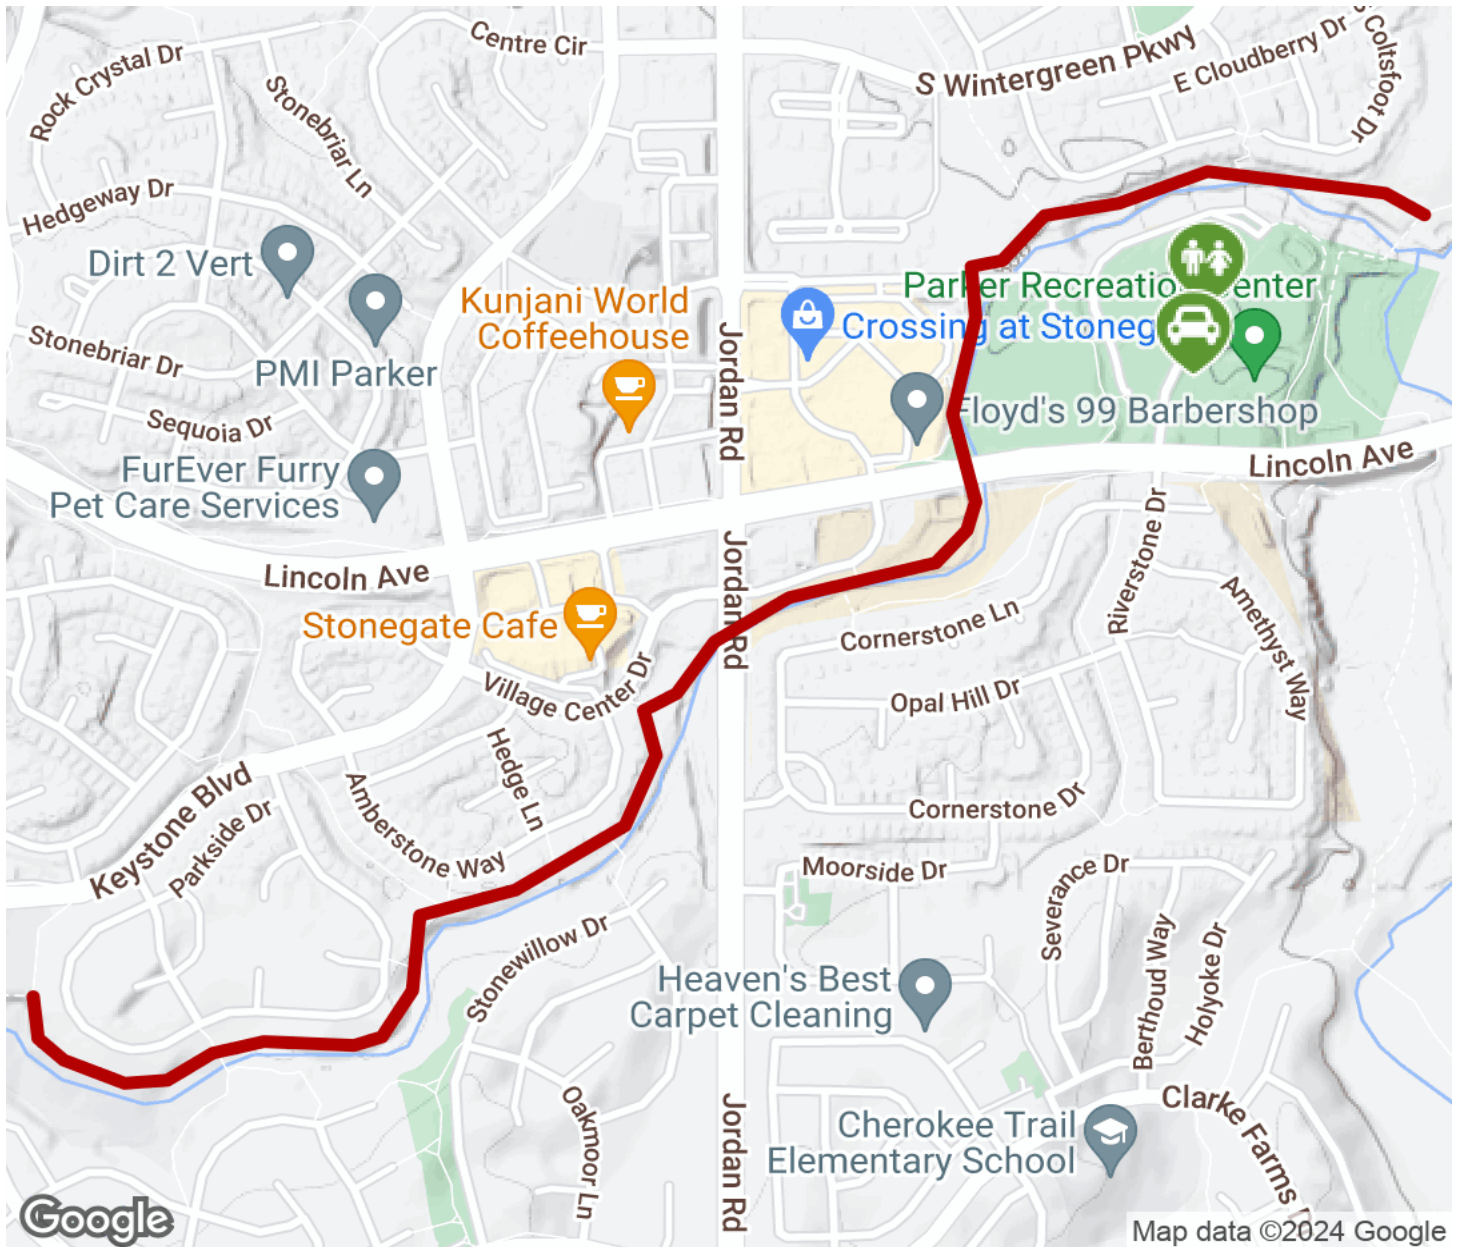 Centre Cir
Rock Crystal Dr
Stonebriar Ln
S Wintergreen Pkwy
E Cloudberry Dr
Coltsfoot Dr
Hedgeway Dr
Dirt 2 Vert
Kunjani World
Coffeehouse
Parker Recreatio
enter
Crossing at Stoneg
Jordan Rd
Stonebriar Dr
PMI Parker
Sequoia Dr
Floyd's 99 Barbershop
FurEver Furry
Pet Care Services
Lincoln Ave
Lincoln Ave
Jordan Rd
Riverstone Dr
Amethyst Way
Stonegate Cafe
Cornerstone Ln
Village Center Dr
Opal Hill Dr
Hedge Ln
Keystone Blvd
Parkside Dr
Amberstone Way
Cornerstone Dr
Moorside Dr
Severance Dr
Stonewillow Dr
Berthoud Way
Holyoke Dr
Heaven's Best
Carpet Cleaning
Oakmoor Ln
Jordan Rd
Cherokee Trail
Elementary School
Clarke Farms D
Google
Map data ©2024 Google